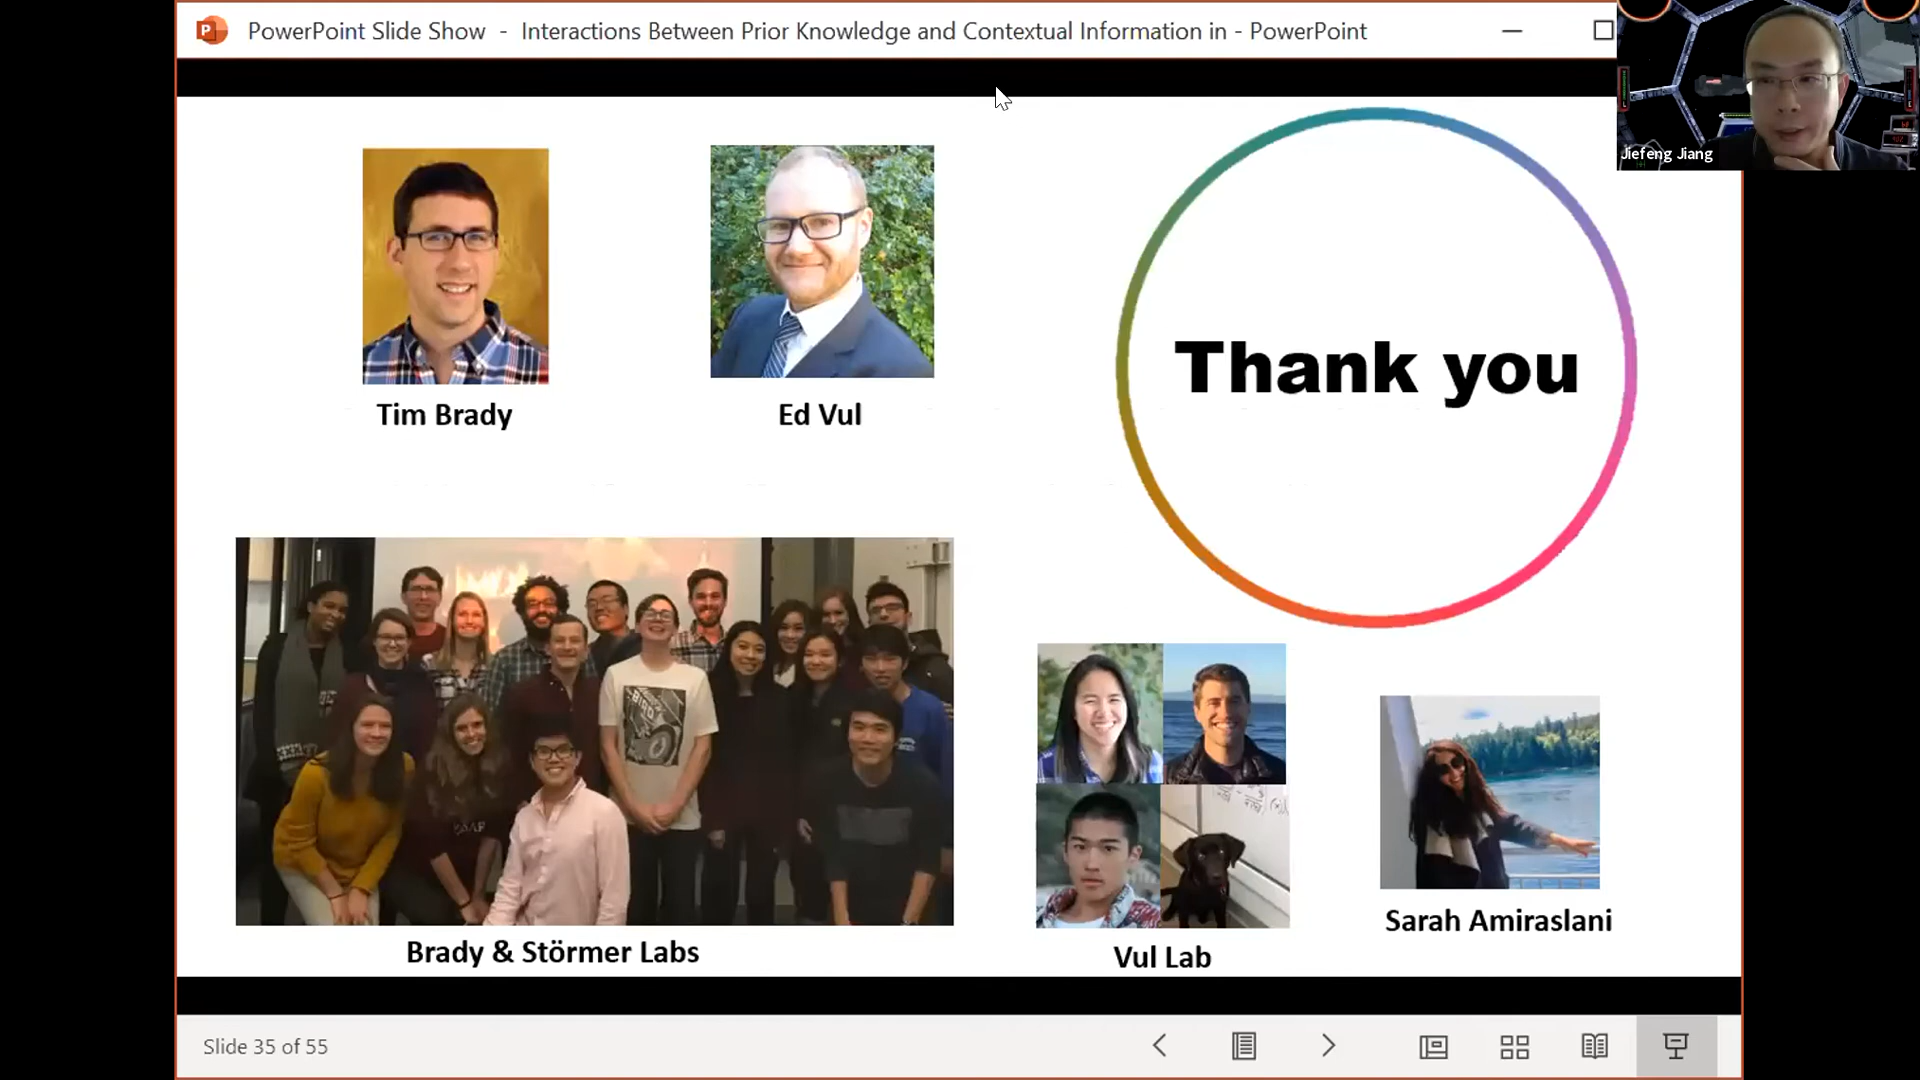 PowerPoint Slide Show - Interactions Between Prior Knowledge and Contextual Information in - PowerPoint
Jiefeng Jiang
Tim Brady
Ed Vul
Thank you
Brady & Störmer Labs
Vul Lab
Sarah Amiraslani
Slide 35 of 55